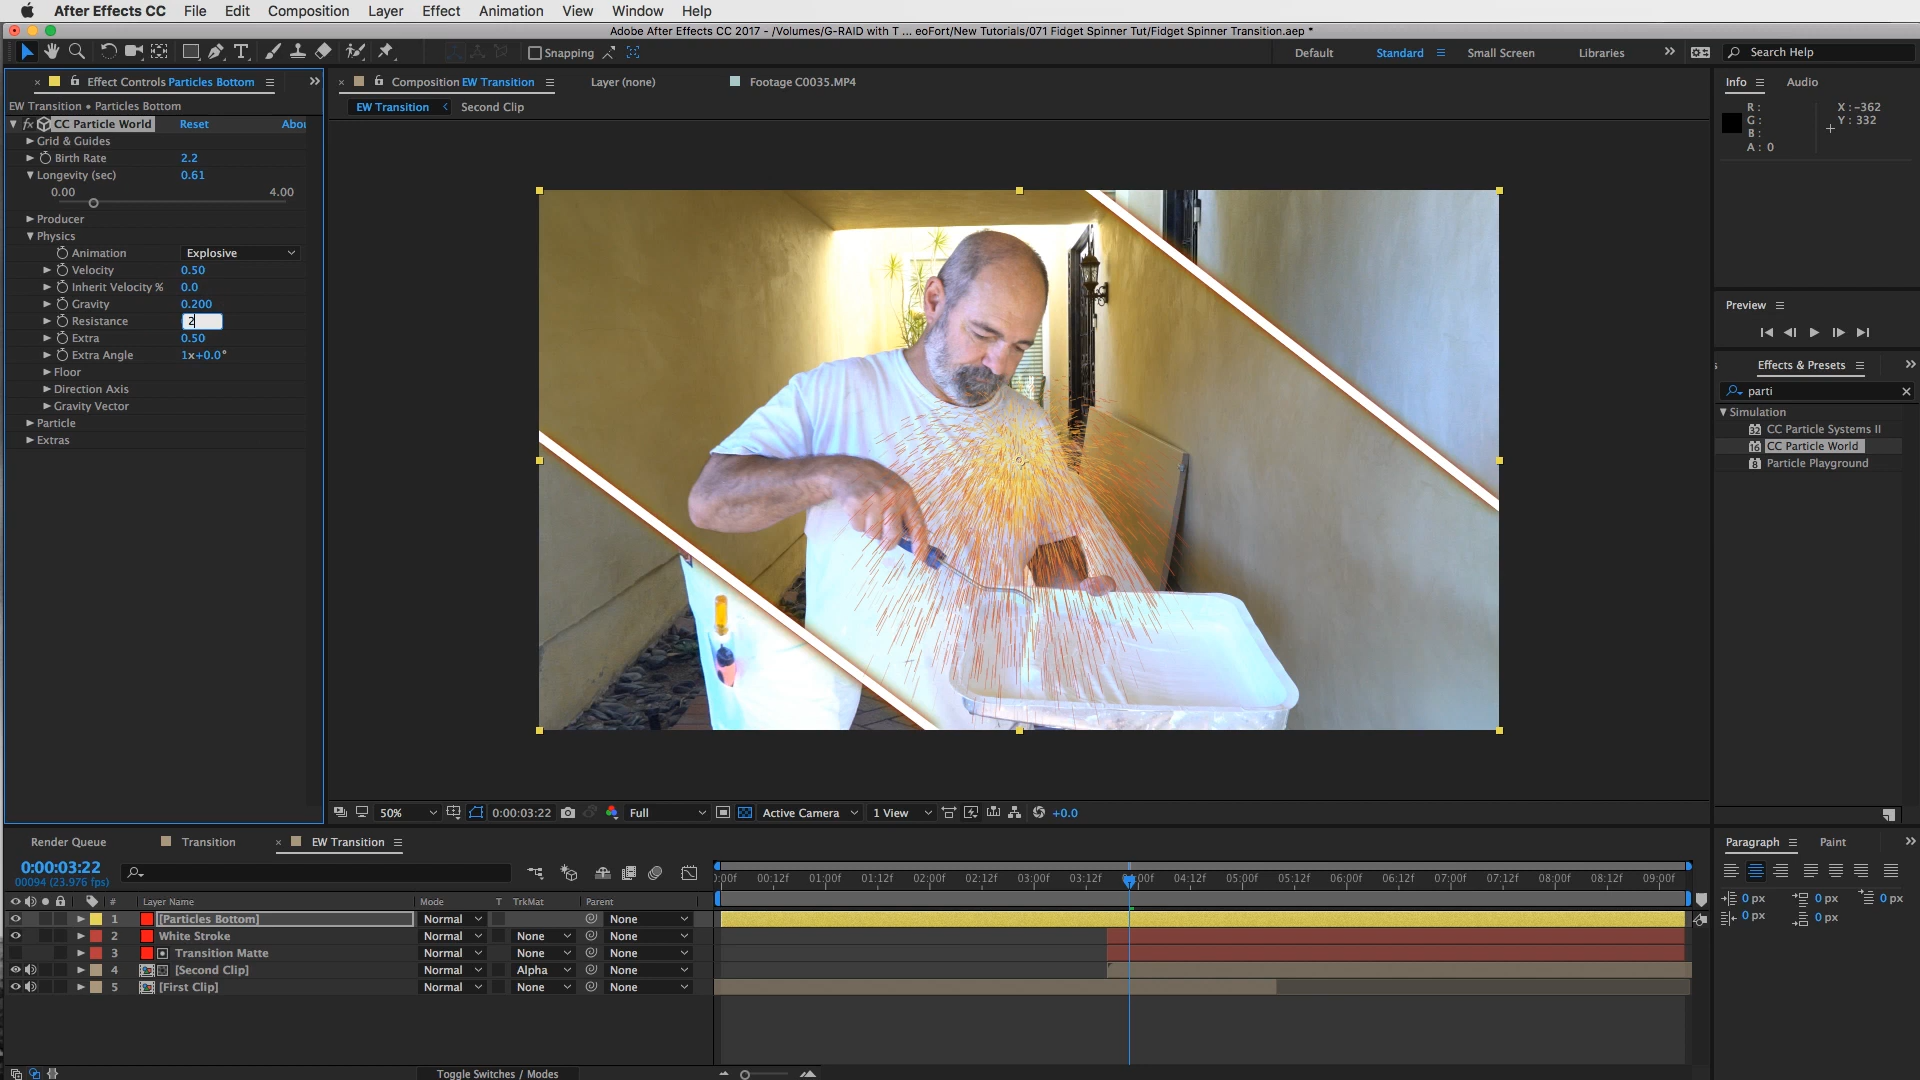 After Effects CC File Edit Composition Layer Effect Animation View Window Help
Adobe After Effects CC 2017 - /Volumes/G-RAID with T ... eoFort/New Tutorials/071 Fidget Spinner Tut/Fidget Spinner Transition.aep *
Snapping Default Standard Small Screen Libraries Search Help
Effect Controls Particles Bottom
Composition EW Transition Layer (none) Footage C0035.MP4
Info Audio
EW Transition • Particles Bottom
EW Transition Second Clip
R: X: -362
G: Y: 332
B:
A: 0
fx CC Particle World Reset Abou
Grid & Guides
Birth Rate 2.2
Longevity (sec) 0.61
0.00 4.00
Producer
Physics
Animation Explosive
Velocity 0.50
Inherit Velocity % 0.0
Gravity 0.200
Resistance 2
Extra 0.50
Extra Angle 1x+0.0°
Floor
Direction Axis
Gravity Vector
Particle
Extras
Preview
Effects & Presets
parti
Simulation
CC Particle Systems II
CC Particle World
Particle Playground
50% 0:00:03:22 Full Active Camera 1 View +0.0
Render Queue Transition EW Transition
0:00:03:22
00094 (23.976 fps)
):00f 00:12f 01:00f 01:12f 02:00f 02:12f 03:00f 03:12f 04:00f 04:12f 05:00f 05:12f 06:00f 06:12f 07:00f 07:12f 08:00f 08:12f 09:00f
# Layer Name Mode T TrkMat Parent
1 [Particles Bottom] Normal None
2 White Stroke Normal None None
3 Transition Matte Normal None None
4 [Second Clip] Normal Alpha None
5 [First Clip] Normal None None
Toggle Switches / Modes
Paragraph Paint
0 px 0 px 0 px
0 px 0 px